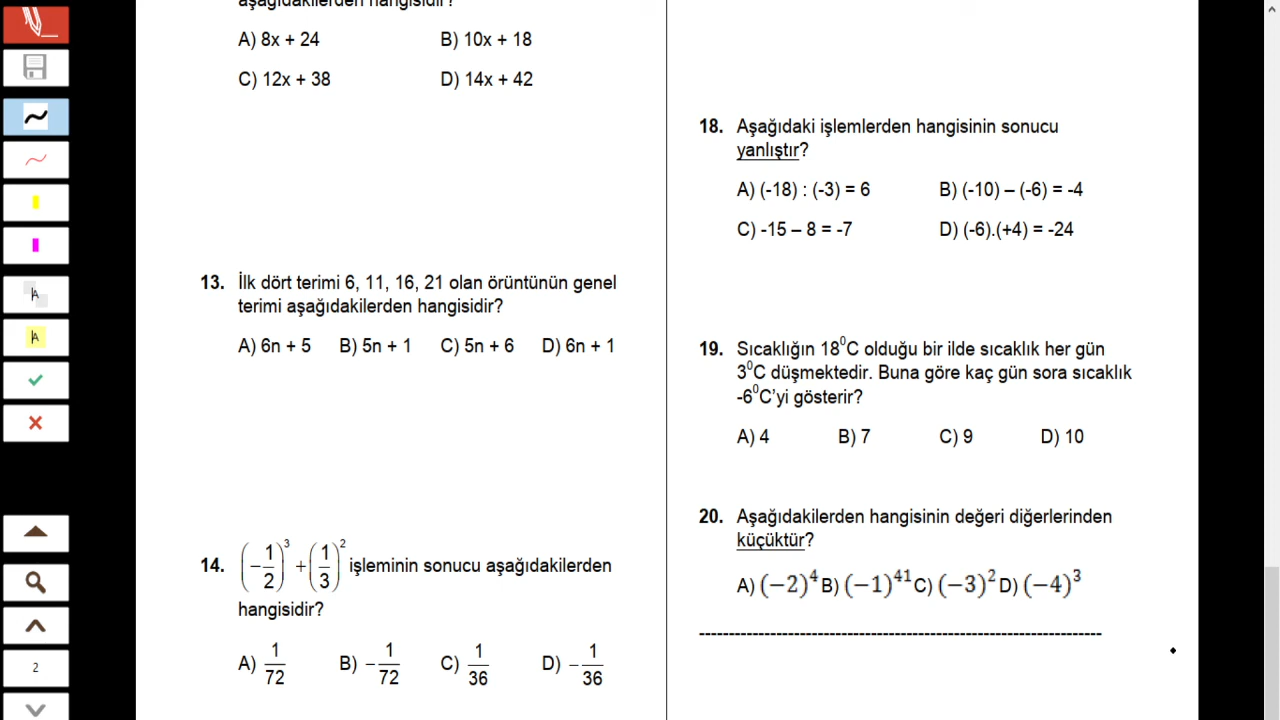 aşağıdakilerden hangisidir?
A) 8x + 24 B) 10x + 18
C) 12x + 38 D) 14x + 42
13. İlk dört terimi 6, 11, 16, 21 olan örüntünün genel
terimi aşağıdakilerden hangisidir?
A) 6n + 5 B) 5n + 1 C) 5n + 6 D) 6n + 1
14. (-1/2)^3 + (1/3)^2 işleminin sonucu aşağıdakilerden
hangisidir?
A) 1/72 B) -1/72 C) 1/36 D) -1/36
18. Aşağıdaki işlemlerden hangisinin sonucu
yanlıştır?
A) (-18) : (-3) = 6 B) (-10) – (-6) = -4
C) -15 – 8 = -7 D) (-6).(+4) = -24
19. Sıcaklığın 18⁰C olduğu bir ilde sıcaklık her gün
3⁰C düşmektedir. Buna göre kaç gün sora sıcaklık
-6⁰C’yi gösterir?
A) 4 B) 7 C) 9 D) 10
20. Aşağıdakilerden hangisinin değeri diğerlerinden
küçüktür?
A) (−2)⁴ B) (−1)⁴¹ C) (−3)² D) (−4)³
A
A
2